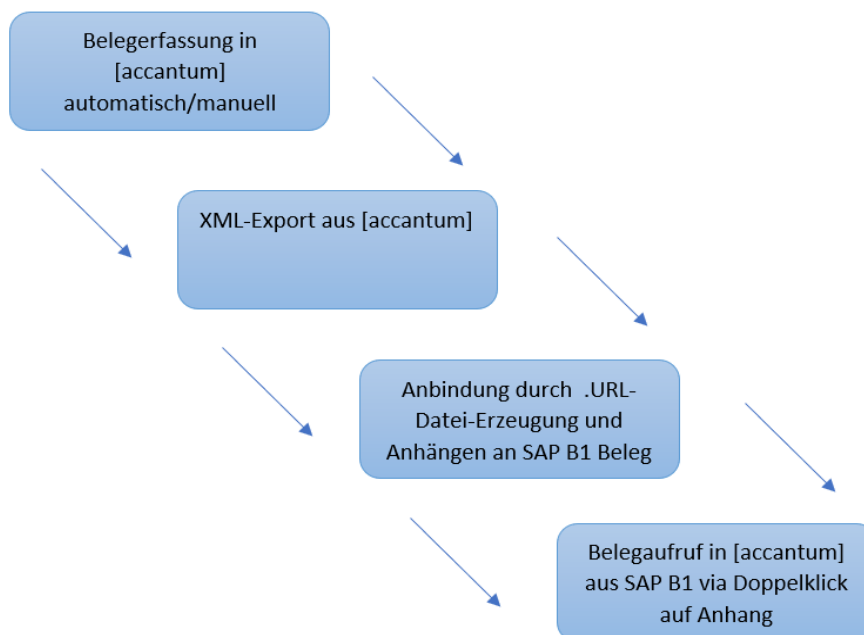 Belegerfassung in
[accantum]
automatisch/manuell
XML-Export aus [accantum]
Anbindung durch .URL-
Datei-Erzeugung und
Anhängen an SAP B1 Beleg
Belegaufruf in [accantum]
aus SAP B1 via Doppelklick
auf Anhang